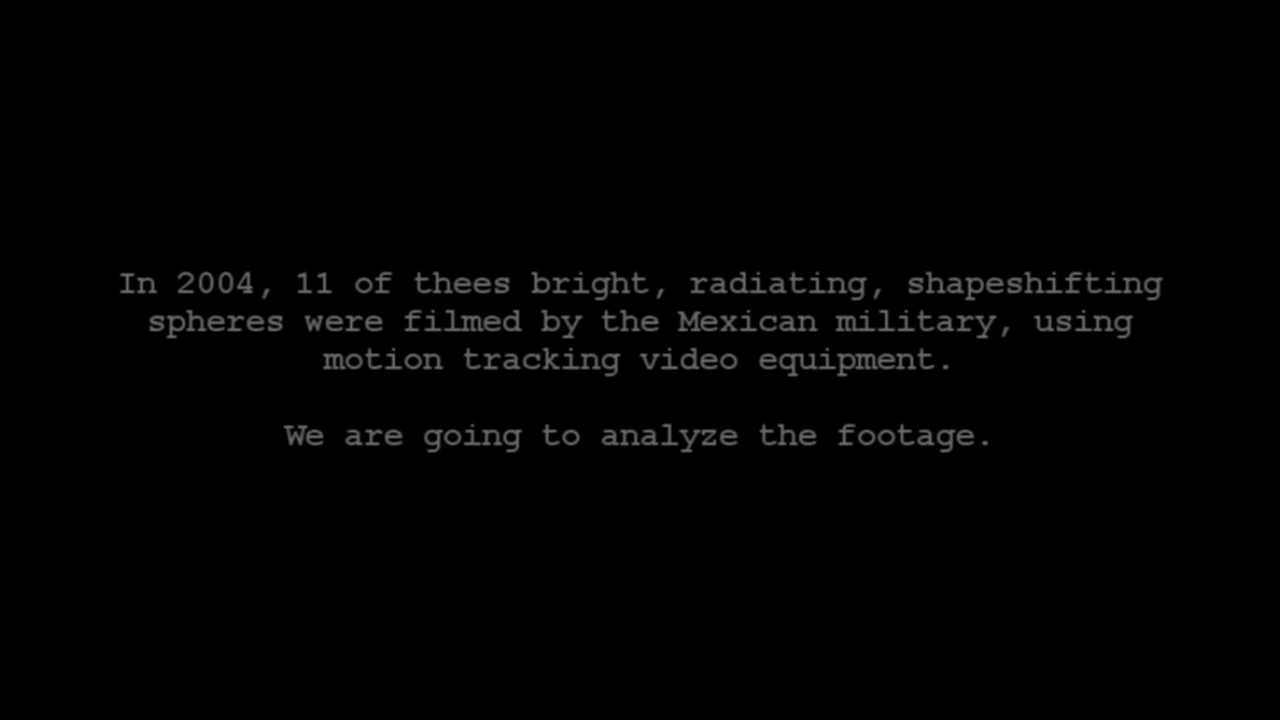 In 2004, 11 of thees bright, radiating, shapeshifting
spheres were filmed by the Mexican military, using
motion tracking video equipment.
We are going to analyze the footage.